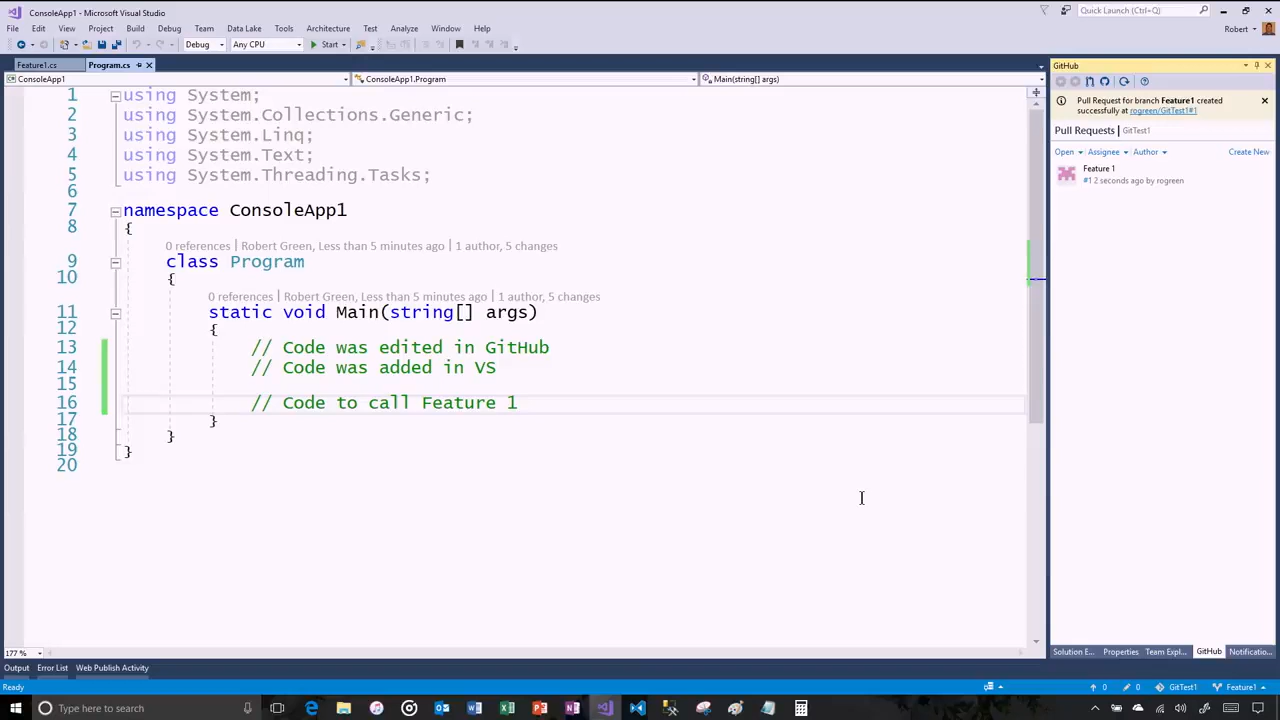 ConsoleApp1 - Microsoft Visual Studio
Quick Launch (Ctrl+Q)
File Edit View Project Build Debug Team Data Lake Tools Architecture Test Analyze Window Help
Robert
Debug Any CPU Start
Feature1.cs Program.cs
ConsoleApp1 ConsoleApp1.Program Main(string[] args)
1 using System;
2 using System.Collections.Generic;
3 using System.Linq;
4 using System.Text;
5 using System.Threading.Tasks;
6
7 namespace ConsoleApp1
8 {
0 references | Robert Green, Less than 5 minutes ago | 1 author, 5 changes
9 class Program
10 {
0 references | Robert Green, Less than 5 minutes ago | 1 author, 5 changes
11 static void Main(string[] args)
12 {
13 // Code was edited in GitHub
14 // Code was added in VS
15
16 // Code to call Feature 1
17 }
18 }
19 }
20
177 %
GitHub
Pull Request for branch Feature1 created
successfully at rogreen/GitTest1#1
Pull Requests | GitTest1
Open Assignee Author Create New
Feature 1
#1 2 seconds ago by rogreen
Solution E... Properties Team Expl... GitHub Notificatio...
Output Error List Web Publish Activity
Ready
0 0 GitTest1 Feature1
Type here to search